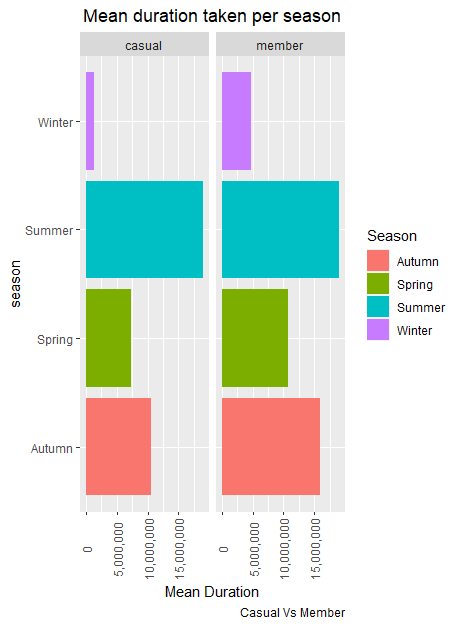 Mean duration taken per season
casual
member
Winter
Summer
Spring
Autumn
season
0
5,000,000
10,000,000
15,000,000
0
5,000,000
10,000,000
15,000,000
Mean Duration
Casual Vs Member
Season
Autumn
Spring
Summer
Winter